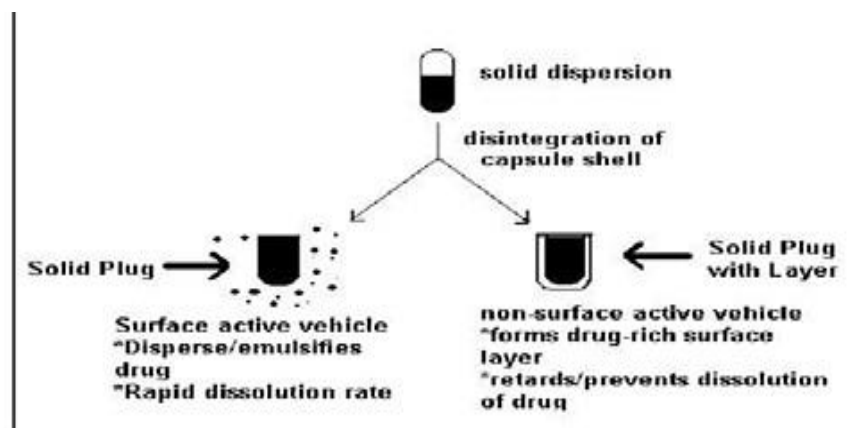 solid dispersion
disintegration of
capsule shell
Solid Plug
Solid Plug
with Layer
Surface active vehicle
*Disperse/emulsifies
drug
*Rapid dissolution rate
non-surface active vehicle
*forms drug-rich surface
layer
*retards/prevents dissolution
of drug